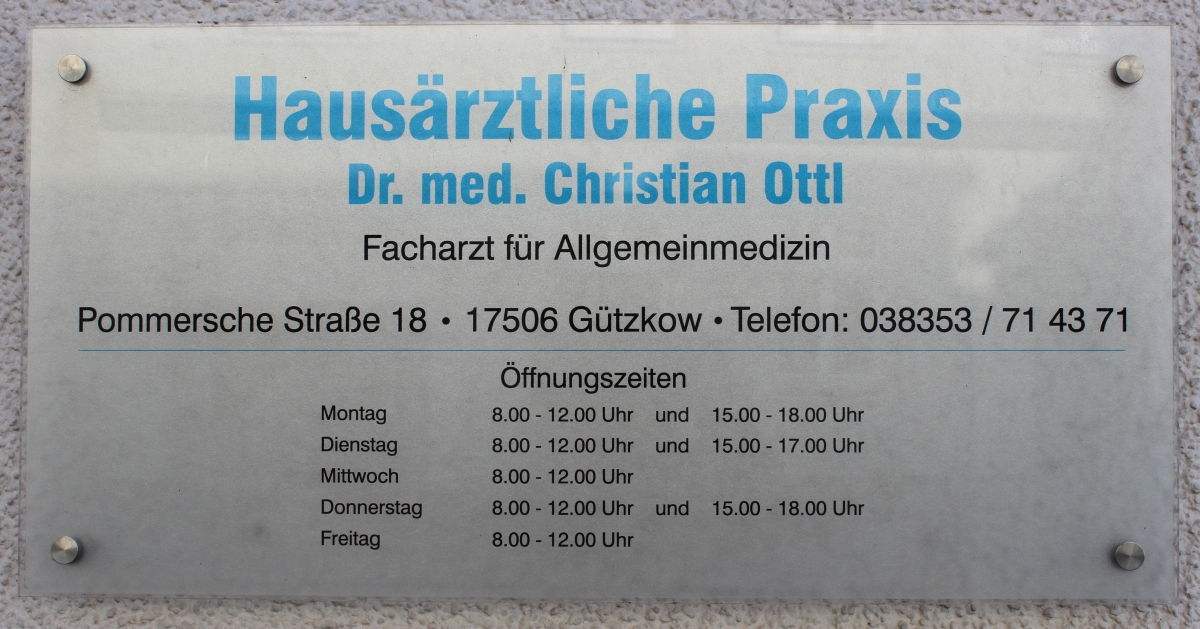 Hausärztliche Praxis
Dr. med. Christian Ottl
Facharzt für Allgemeinmedizin
Pommersche Straße 18 • 17506 Gützkow • Telefon: 038353 / 71 43 71
Öffnungszeiten
Montag 8.00 - 12.00 Uhr und 15.00 - 18.00 Uhr
Dienstag 8.00 - 12.00 Uhr und 15.00 - 17.00 Uhr
Mittwoch 8.00 - 12.00 Uhr
Donnerstag 8.00 - 12.00 Uhr und 15.00 - 18.00 Uhr
Freitag 8.00 - 12.00 Uhr